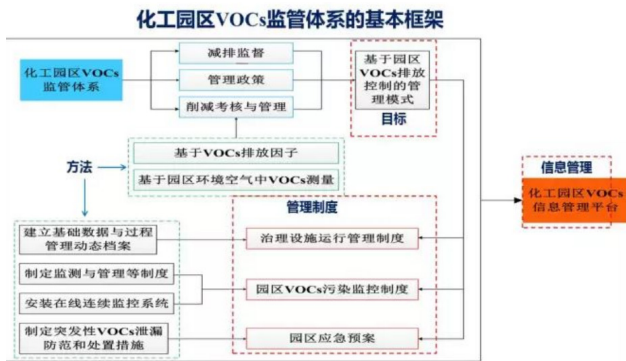 化工园区VOCs监管体系的基本框架
化工园区VOCs
监管体系
减排监督
管理政策
削减考核与管理
基于园区
VOCs排放
控制的管
理模式
目标
方法
基于VOCs排放因子
基于园区环境空气中VOCs测量
信息管理
化工园区VOCs
信息管理平台
管理制度
建立基础数据与过程
管理动态档案
制定监测与管理等制度
安装在线连续监控系统
制定突发性VOCs泄漏
防范和处置措施
治理设施运行管理制度
园区VOCs污染监控制度
园区应急预案